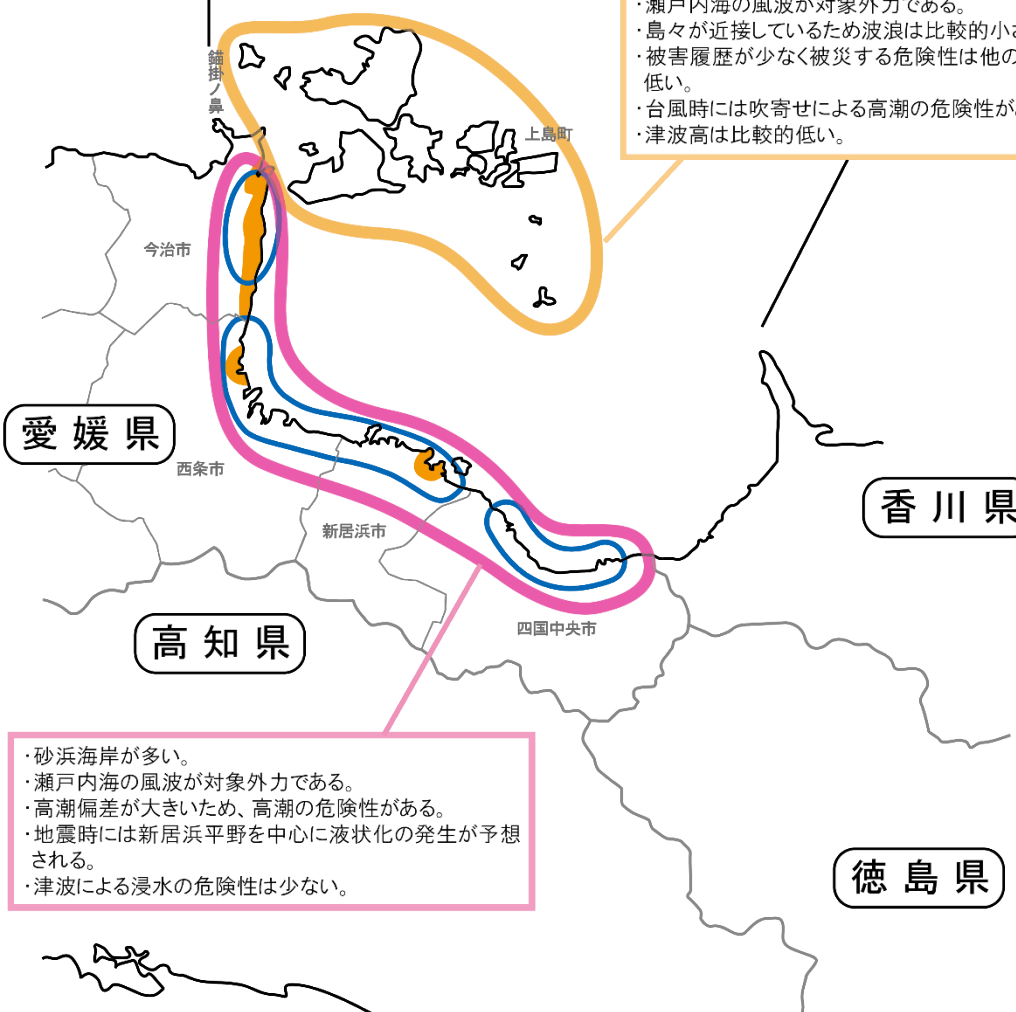 ・瀬戸内海の風波が対象外力である。
・島々が近接しているため波浪は比較的小さ
・被害履歴が少なく被災する危険性は他の
低い。
・台風時には吹寄せによる高潮の危険性が
・津波高は比較的低い。
錨掛ノ鼻
上島町
今治市
愛媛県
西条市
香川県
新居浜市
四国中央市
高知県
・砂浜海岸が多い。
・瀬戸内海の風波が対象外力である。
・高潮偏差が大きいため、高潮の危険性がある。
・地震時には新居浜平野を中心に液状化の発生が予想
される。
・津波による浸水の危険性は少ない。
徳島県